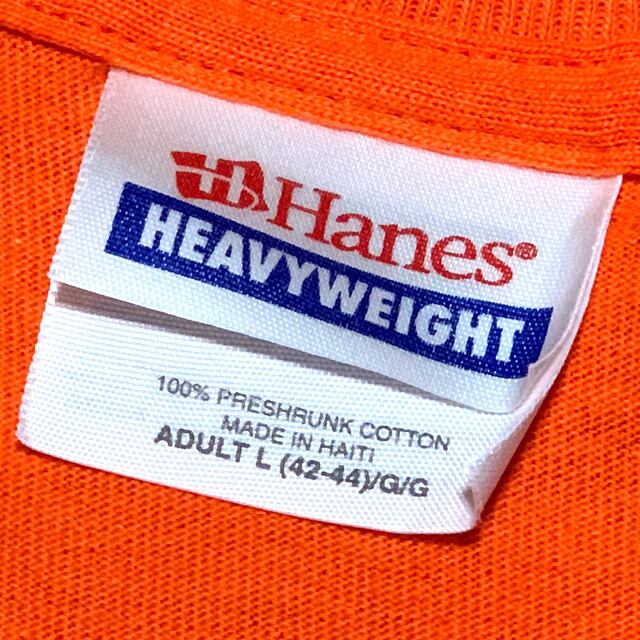 Hanes®
HEAVYWEIGHT
100% PRESHRUNK COTTON
MADE IN HAITI
ADULT L (42-44)/G/G